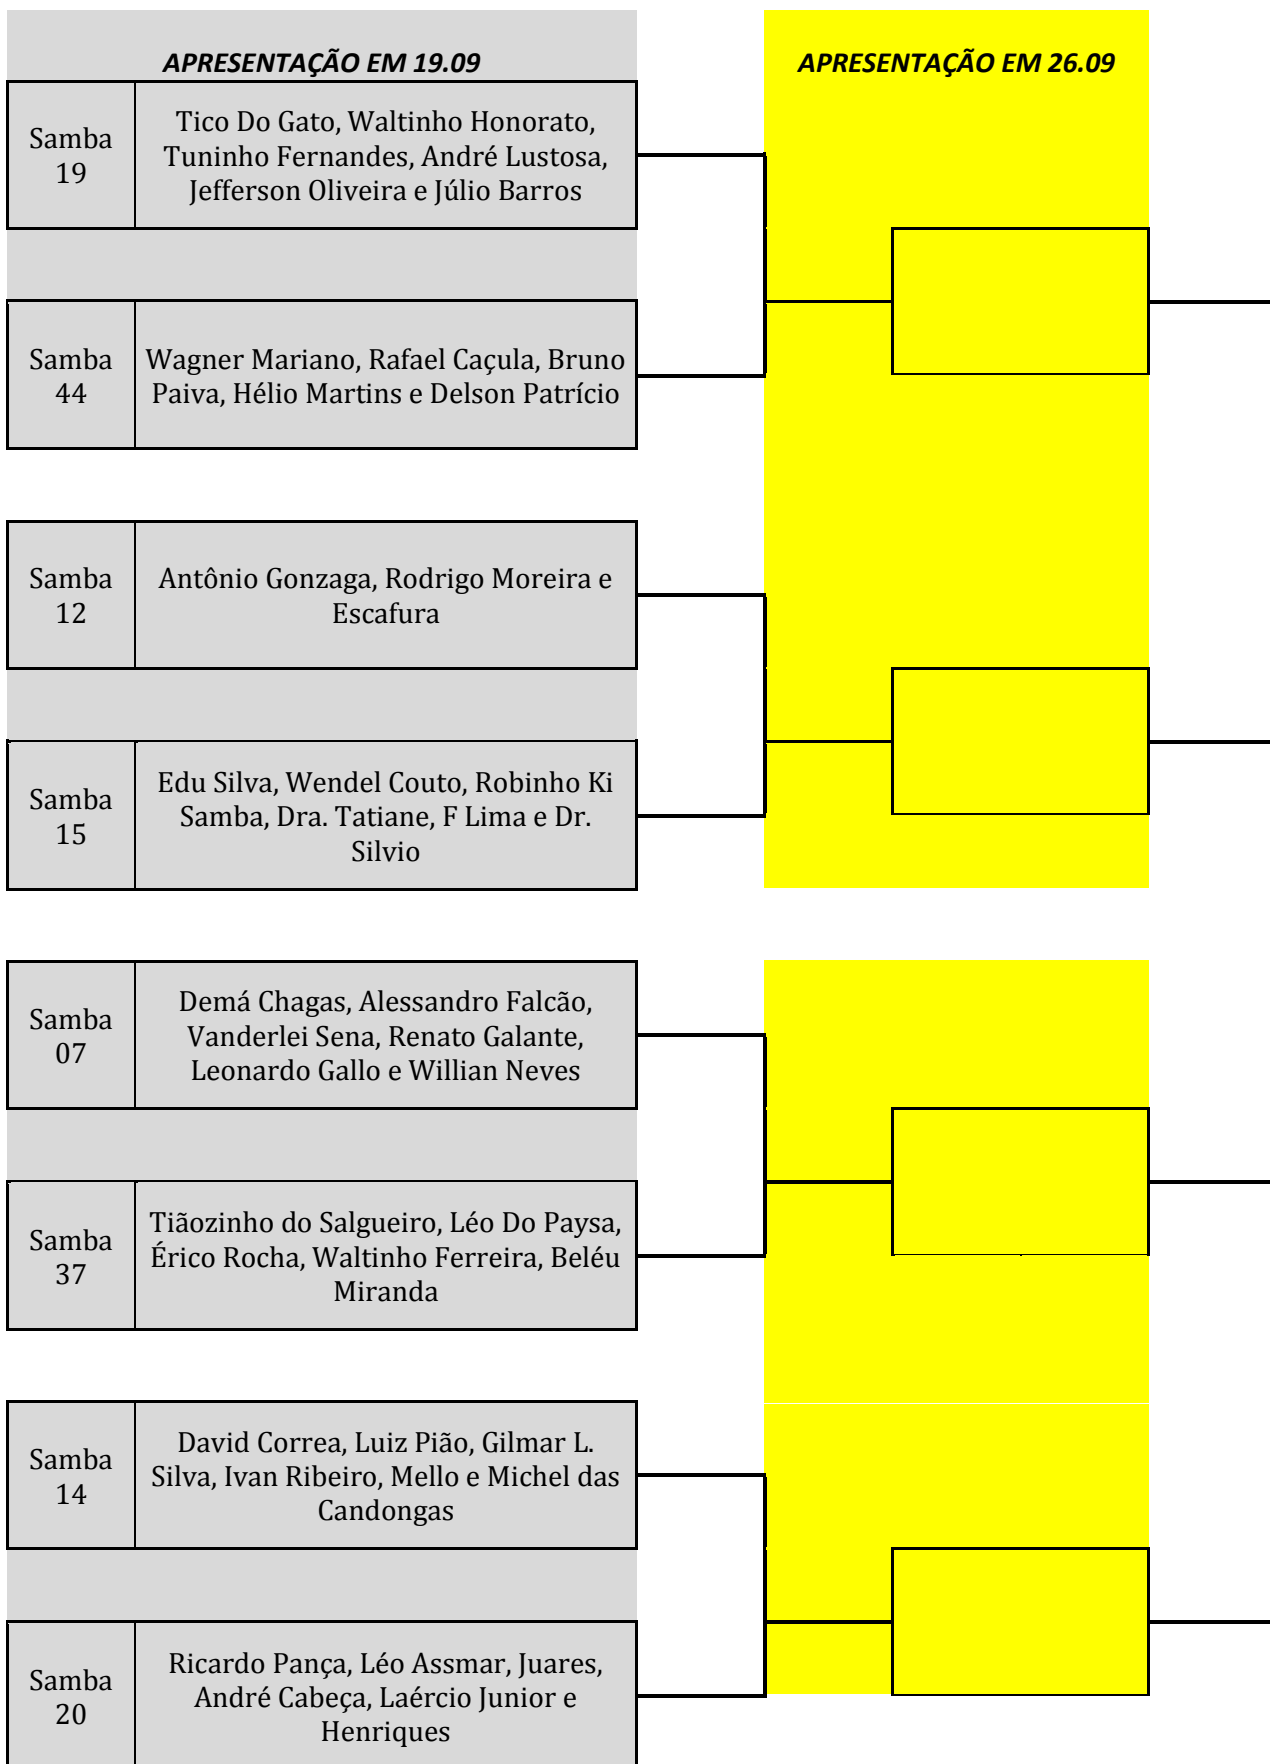 APRESENTAÇÃO EM 19.09
APRESENTAÇÃO EM 26.09
Samba
19
Tico Do Gato, Waltinho Honorato,
Tuninho Fernandes, André Lustosa,
Jefferson Oliveira e Júlio Barros
Samba
44
Wagner Mariano, Rafael Caçula, Bruno
Paiva, Hélio Martins e Delson Patrício
Samba
12
Antônio Gonzaga, Rodrigo Moreira e
Escafura
Samba
15
Edu Silva, Wendel Couto, Robinho Ki
Samba, Dra. Tatiane, F Lima e Dr.
Silvio
Samba
07
Demá Chagas, Alessandro Falcão,
Vanderlei Sena, Renato Galante,
Leonardo Gallo e Willian Neves
Samba
37
Tiãozinho do Salgueiro, Léo Do Paysa,
Érico Rocha, Waltinho Ferreira, Beléu
Miranda
Samba
14
David Correa, Luiz Pião, Gilmar L.
Silva, Ivan Ribeiro, Mello e Michel das
Candongas
Samba
20
Ricardo Pança, Léo Assmar, Juares,
André Cabeça, Laércio Junior e
Henriques